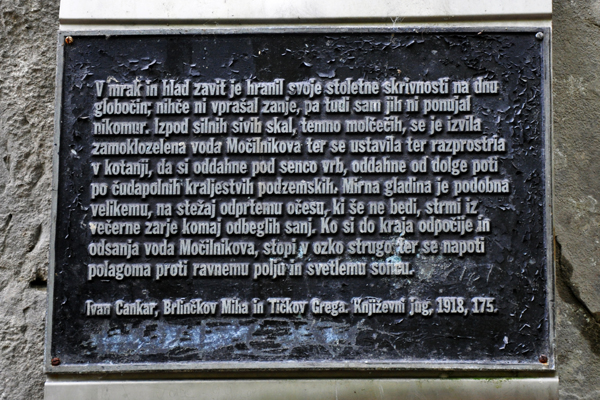 V mrak in hlad zavit je hranil svoje stoletne skrivnosti na dnu
globočin; nihče ni vprašal zanje, pa tudi sam jih ni ponujal
nikomur. Izpod silnih sivih skal, temno molčečih, se je izvila
zamoklozelena voda Močilnikova ter se ustavila ter razprostrla
v kotanji, da si oddahne pod senco vrb, oddahne od dolge poti
po čudapolnih kraljestvih podzemskih. Mirna gladina je podobna
velikemu, na stežaj odprtemu očesu, ki še ne bedi, strmi iz
večerne zarje komaj odbeglih sanj. Ko si do kraja odpočije in
odsanja voda Močilnikova, stopi v ozko strugo ter se napoti
polagoma proti ravnemu polju in svetlemu soncu.
Ivan Cankar, Brlinčkov Miha in Tičkov Grega. Književni jug, 1918, 175.